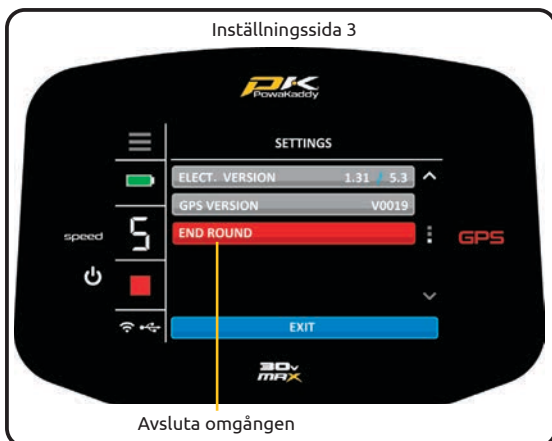 Inställningssida 3
PK
PowaKaddy
SETTINGS
ELECT. VERSION 1.31 / 5.3
GPS VERSION V0019
END ROUND
speed 5 GPS
EXIT
30v
MAX
Avsluta omgången